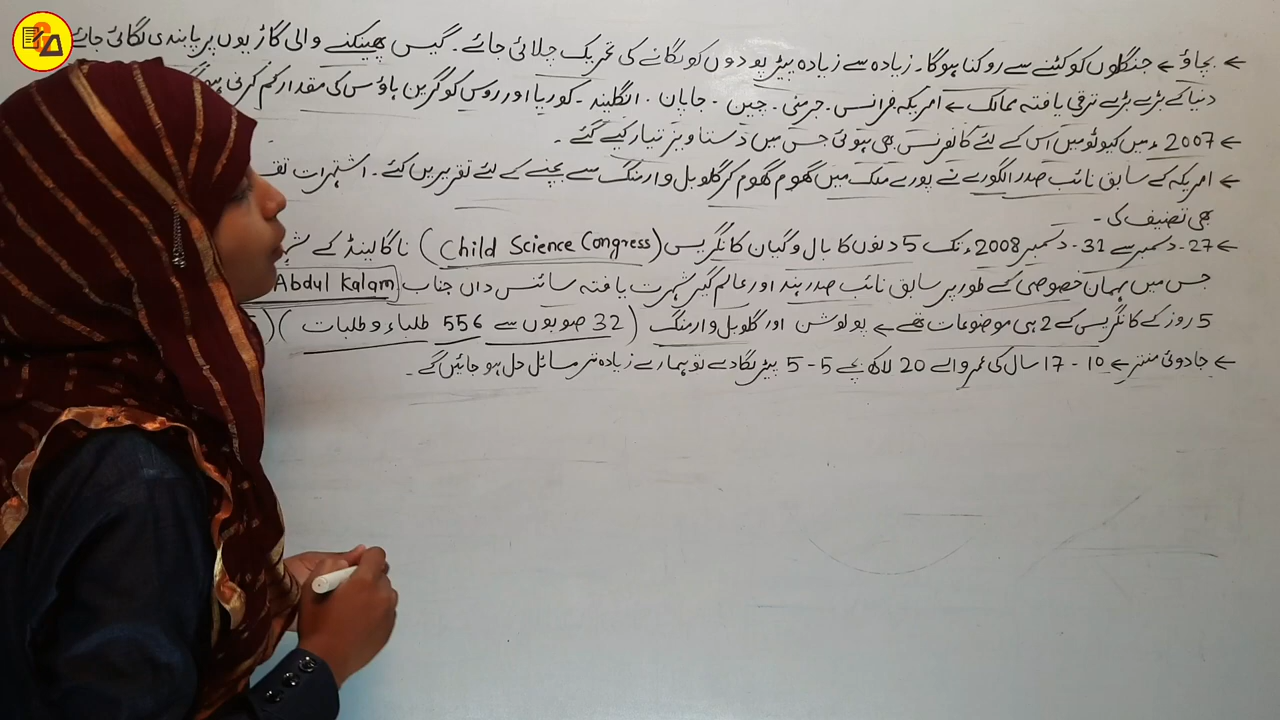 ← بچاؤ ← جنگلوں کو کٹنے سے روکنا ہوگا۔ زیادہ سے زیادہ پیڑ پودوں کو لگانے کی تحریک چلائی جائے۔ گیس پھینکنے والی گاڑیوں پر پابندی لگائی جائے
دنیا کے بڑے بڑے ترقی یافتہ ممالک ← امریکہ فرانس۔ جرمنی۔ چین۔ جاپان۔ انگلینڈ۔ کوریا اور روس کو گرین ہاؤس کی مقدار کم کرنی
← 2007ء میں کیوٹو میں اس کے لئے کانفرنس بھی ہوئی جس میں دستاویز تیار کیے گئے۔
← امریکہ کے سابق نائب صدر الگورے نے پورے ملک میں گھوم گھوم کر گلوبل وارمنگ سے بچنے کے لئے تقریریں کئے۔ اشتہرات
بھی تصنیف کی۔
← 27۔ دسمبر سے 31۔ دسمبر 2008ء تک 5 دنوں کا بال وگیان کانگریس (Child Science Congress) ناگالینڈ کے
جس میں مہمان خصوصی کے طور پر سابق نائب صدر ہند اور عالم گیر شہرت یافتہ سائنس داں جناب Abdul Kalam
5 روز کے کانگریس کے 2 ہی موضوعات تھے ← پولوشن اور گلوبل وارمنگ (32 صوبوں سے 556 طلباء و طلبات)(
← جادوئی منتر ← 10 - 17 سال کی عمر والے 20 لاکھ بچے 5 - 5 پیڑ لگا دے تو ہمارے زیادہ تر مسائل حل ہو جائیں گے۔